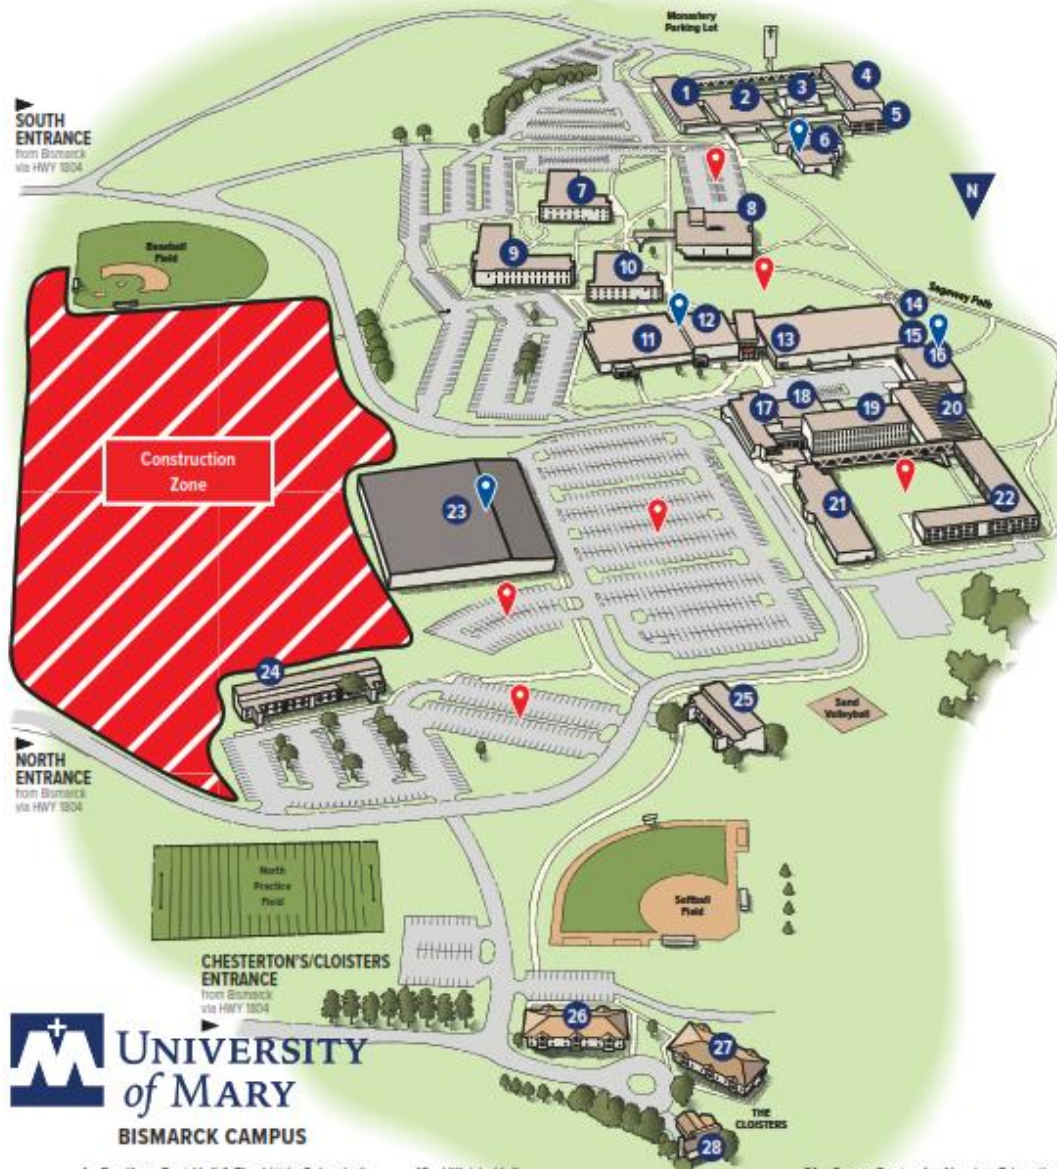 Monastery
Parking Lot
1
2
3
4
5
6
SOUTH
ENTRANCE
from Bismarck
via HWY 1804
7
8
N
Baseball
Field
9
10
Sageway Path
11
12
13
14
15
16
17
18
19
20
Construction
Zone
23
21
22
24
25
Sand
Volleyball
NORTH
ENTRANCE
from Bismarck
via HWY 1804
North
Practice
Field
Softball
Field
CHESTERTON'S/CLOISTERS
ENTRANCE
from Bismarck
via HWY 1804
26
27
UNIVERSITY
of MARY
THE
CLOISTERS
BISMARCK CAMPUS
28